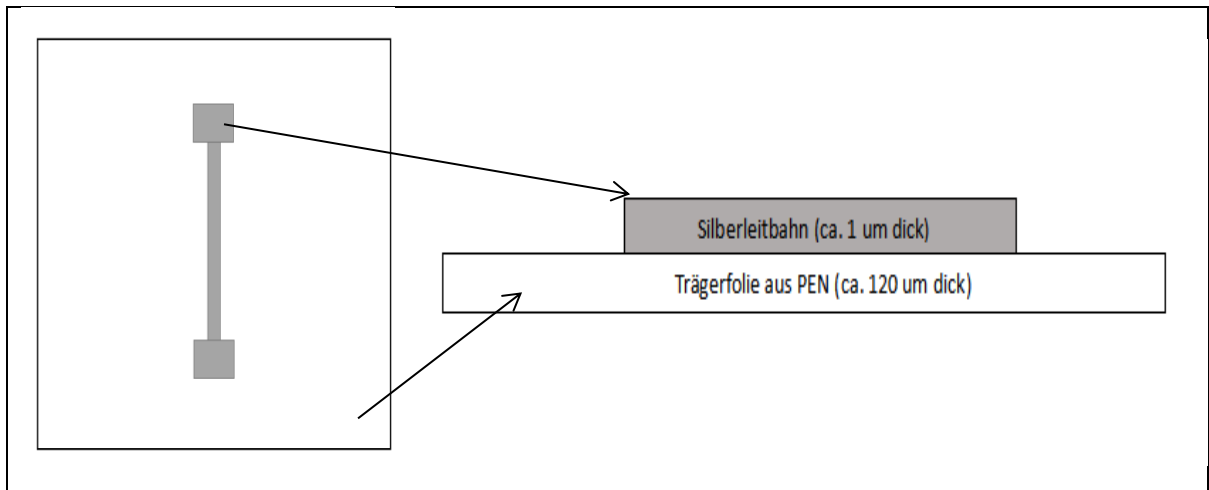 Silberleitbahn (ca. 1 um dick)
Trägerfolie aus PEN (ca. 120 um dick)